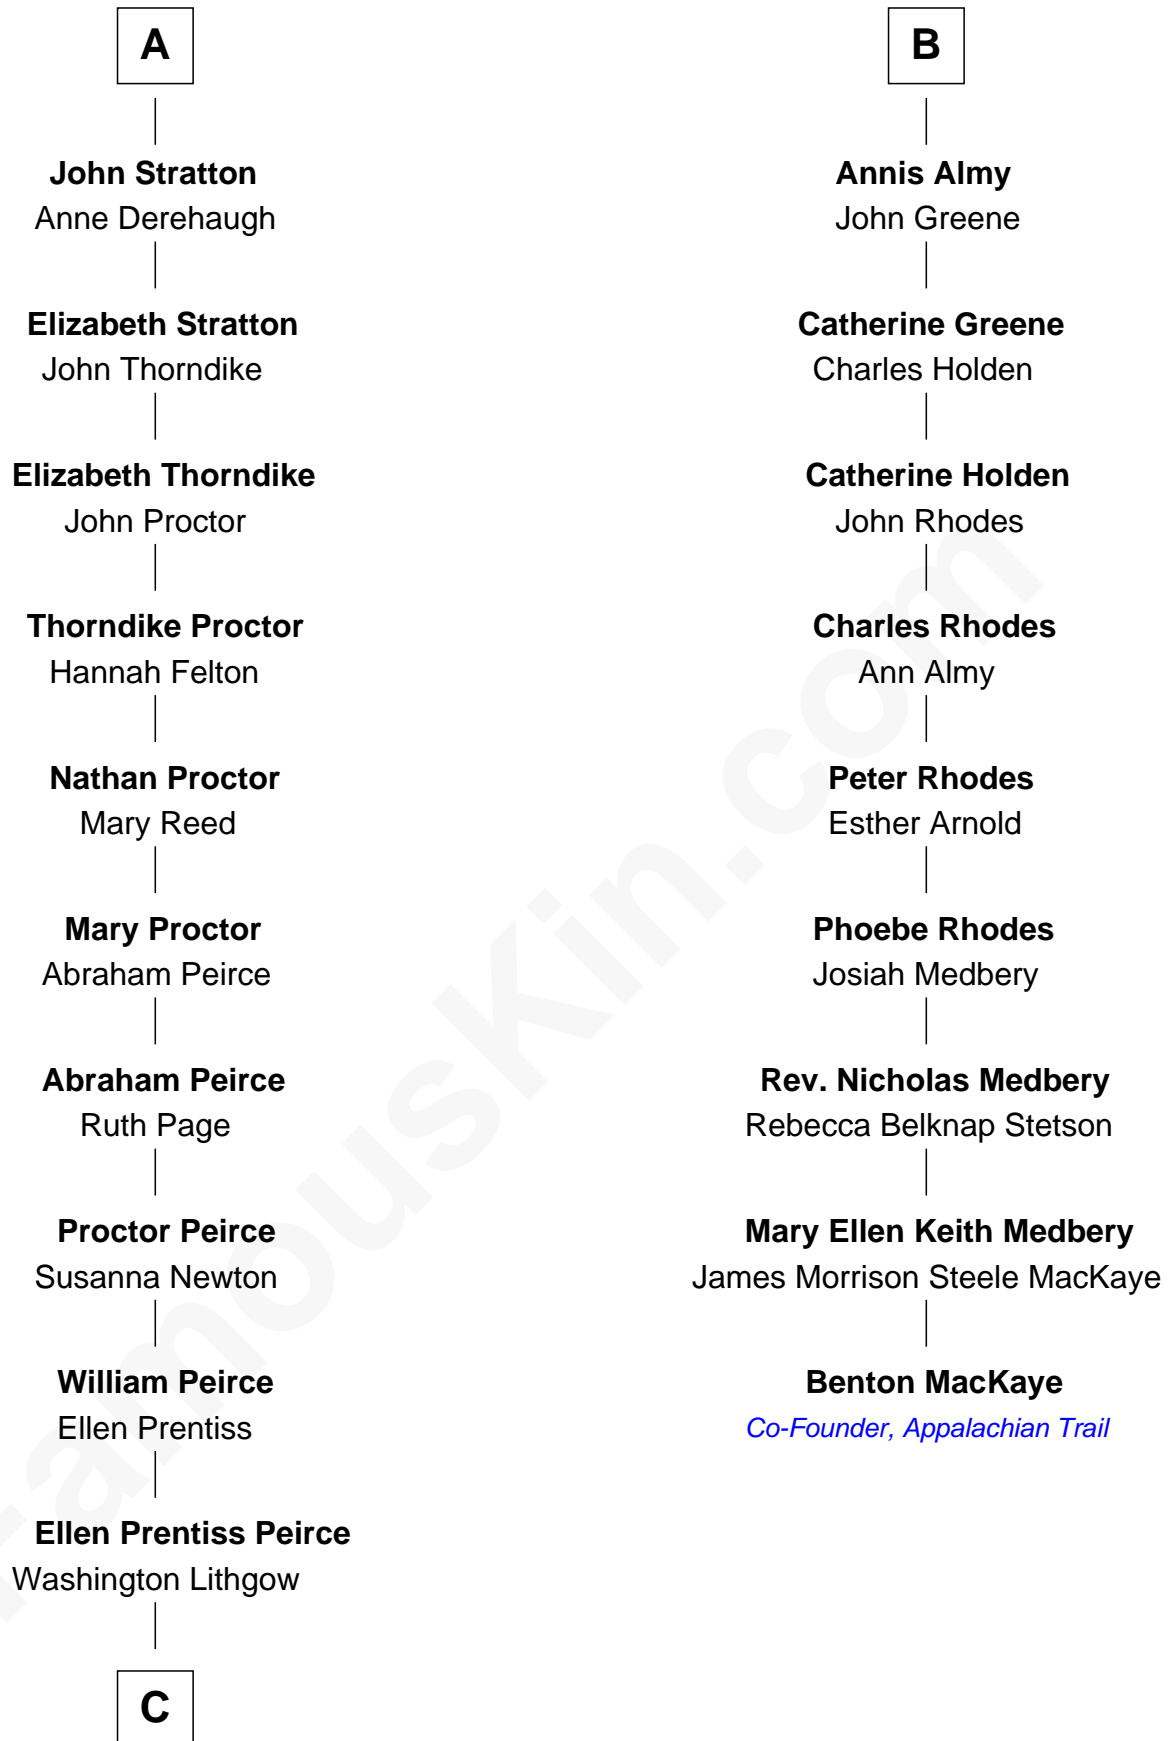 A
John Stratton
Anne Derehaugh
Elizabeth Stratton
John Thorndike
Elizabeth Thorndike
John Proctor
Thorndike Proctor
Hannah Felton
Nathan Proctor
Mary Reed
Mary Proctor
Abraham Peirce
Abraham Peirce
Ruth Page
Proctor Peirce
Susanna Newton
William Peirce
Ellen Prentiss
Ellen Prentiss Peirce
Washington Lithgow
C
B
Annis Almy
John Greene
Catherine Greene
Charles Holden
Catherine Holden
John Rhodes
Charles Rhodes
Ann Almy
Peter Rhodes
Esther Arnold
Phoebe Rhodes
Josiah Medbery
Rev. Nicholas Medbery
Rebecca Belknap Stetson
Mary Ellen Keith Medbery
James Morrison Steele MacKaye
Benton MacKaye
Co-Founder, Appalachian Trail
FamousKin.com